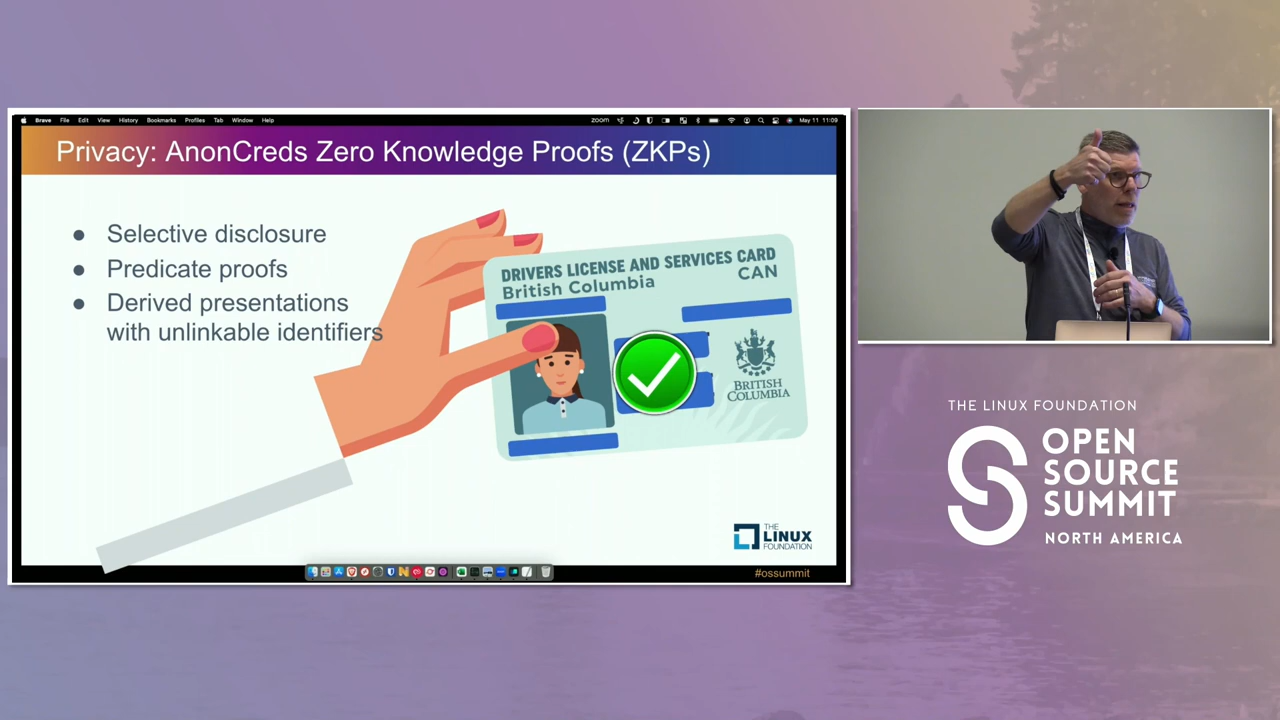 Brave File Edit View History Bookmarks Profiles Tab Window Help
zoom
May 11 11:09
Privacy: AnonCreds Zero Knowledge Proofs (ZKPs)
● Selective disclosure
● Predicate proofs
● Derived presentations
with unlinkable identifiers
DRIVERS LICENSE AND SERVICES CARD
British Columbia
CAN
BRITISH
COLUMBIA
THE
LINUX
FOUNDATION
#ossummit
THE LINUX FOUNDATION
OPEN
SOURCE
SUMMIT
NORTH AMERICA